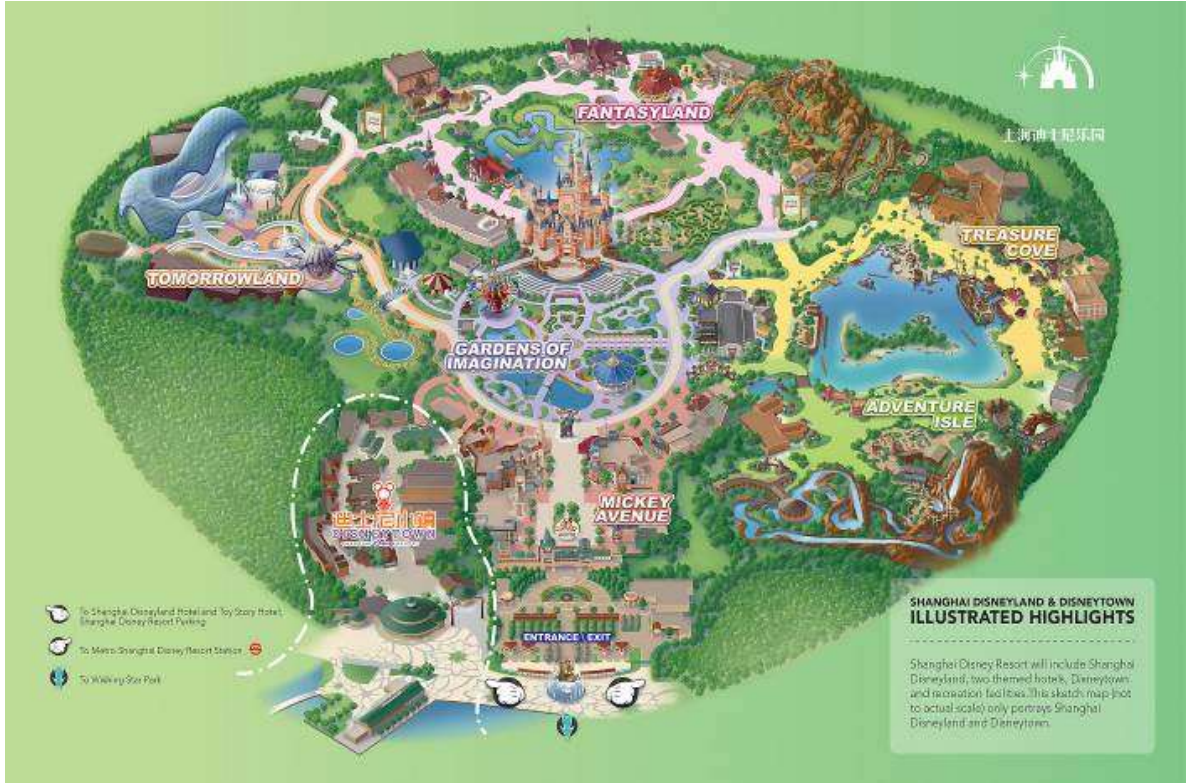 上海迪士尼乐园
FANTASYLAND
TREASURE
COVE
TOMORROWLAND
GARDENS OF
IMAGINATION
ADVENTURE
ISLE
MICKEY
AVENUE
迪士尼小镇
DISNEYTOWN
ENTRANCE EXIT
To Shanghai Disneyland Hotel and Toy Story Hotel,
Shanghai Disney Resort Parking
To Metro Shanghai Disney Resort Station
To Wishing Star Park
SHANGHAI DISNEYLAND & DISNEYTOWN
ILLUSTRATED HIGHLIGHTS
Shanghai Disney Resort will include Shanghai
Disneyland, two themed hotels, Disneytown
and recreation facilities. This sketch map (not
to actual scale) only portrays Shanghai
Disneyland and Disneytown.